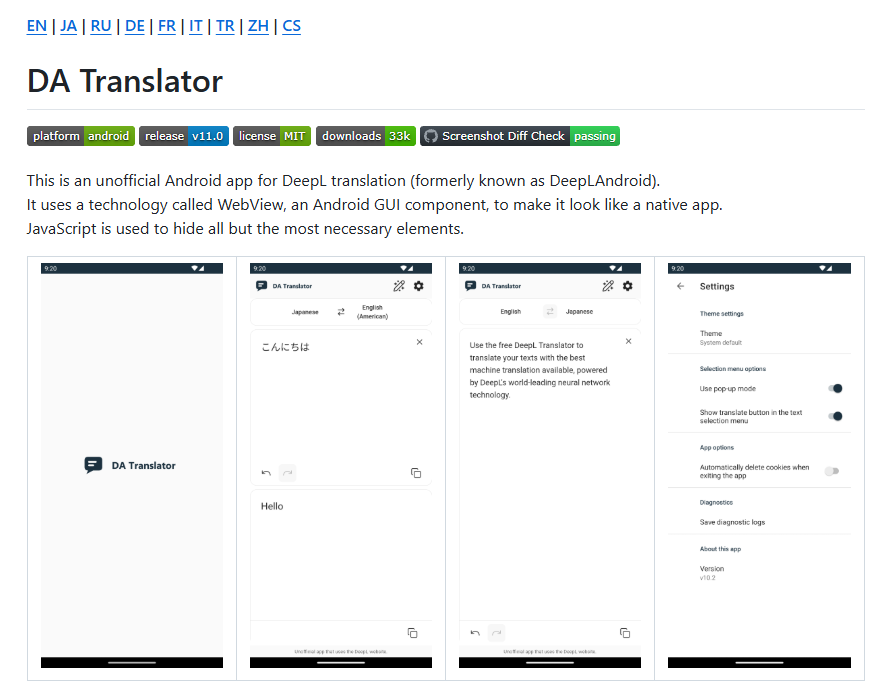 EN | JA | RU | DE | FR | IT | TR | ZH | CS
DA Translator
platform android release v11.0 license MIT downloads 33k Screenshot Diff Check passing
This is an unofficial Android app for DeepL translation (formerly known as DeepLAndroid).
It uses a technology called WebView, an Android GUI component, to make it look like a native app.
JavaScript is used to hide all but the most necessary elements.
9:20
DA Translator
9:20
DA Translator
Japanese
English
(American)
こんにちは
Hello
Unofficial app that uses the DeepL website.
9:20
DA Translator
English
Japanese
Use the free DeepL Translator to
translate your texts with the best
machine translation available, powered
by DeepL's world-leading neural network
technology.
Unofficial app that uses the DeepL website.
9:20
Settings
Theme settings
Theme
System default
Selection menu options
Use pop-up mode
Show translate button in the text
selection menu
App options
Automatically delete cookies when
exiting the app
Diagnostics
Save diagnostic logs
About this app
Version
v10.2